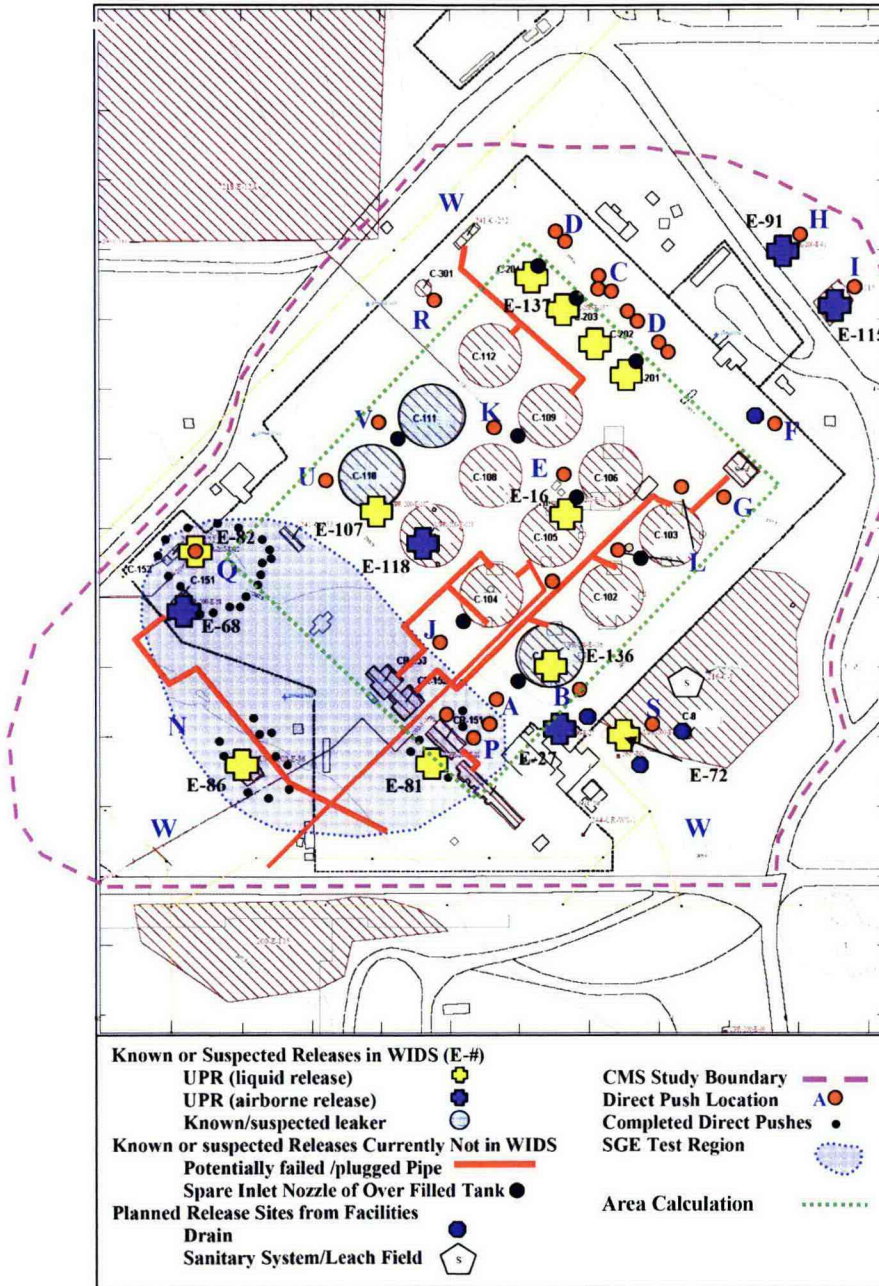 W
D
E-91
H
C-204
C
I
C-301
E-137
203
R
D
E-115
C-202
C-112
201
V
C-111
K
C-109
F
U
C-110
C-108
E
C-106
E-16
G
E-107
C-103
E-82
E-118
C-105
L
C-152
Q
C-151
C-104
C-102
E-68
J
E-136
S
A
B
S
C-8
N
P
E-27
E-86
E-81
E-72
W
W
Known or Suspected Releases in WIDS (E-#)
UPR (liquid release)
UPR (airborne release)
Known/suspected leaker
Known or suspected Releases Currently Not in WIDS
Potentially failed /plugged Pipe
Spare Inlet Nozzle of Over Filled Tank
Planned Release Sites from Facilities
Drain
Sanitary System/Leach Field
S
CMS Study Boundary
Direct Push Location A
Completed Direct Pushes
SGE Test Region
Area Calculation